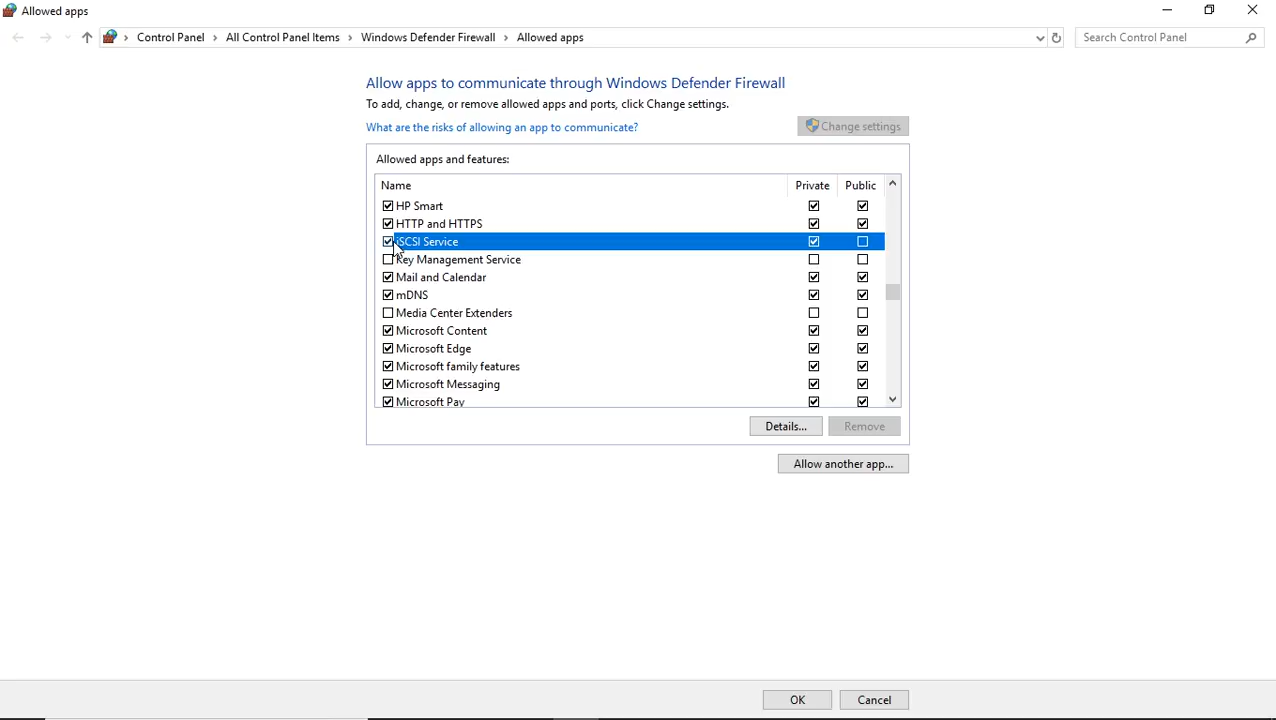 Allowed apps
Control Panel > All Control Panel Items > Windows Defender Firewall > Allowed apps
Search Control Panel
Allow apps to communicate through Windows Defender Firewall
To add, change, or remove allowed apps and ports, click Change settings.
What are the risks of allowing an app to communicate?
Change settings
Allowed apps and features:
Name Private Public
HP Smart
HTTP and HTTPS
iSCSI Service
Key Management Service
Mail and Calendar
mDNS
Media Center Extenders
Microsoft Content
Microsoft Edge
Microsoft family features
Microsoft Messaging
Microsoft Pay
Details... Remove
Allow another app...
OK Cancel